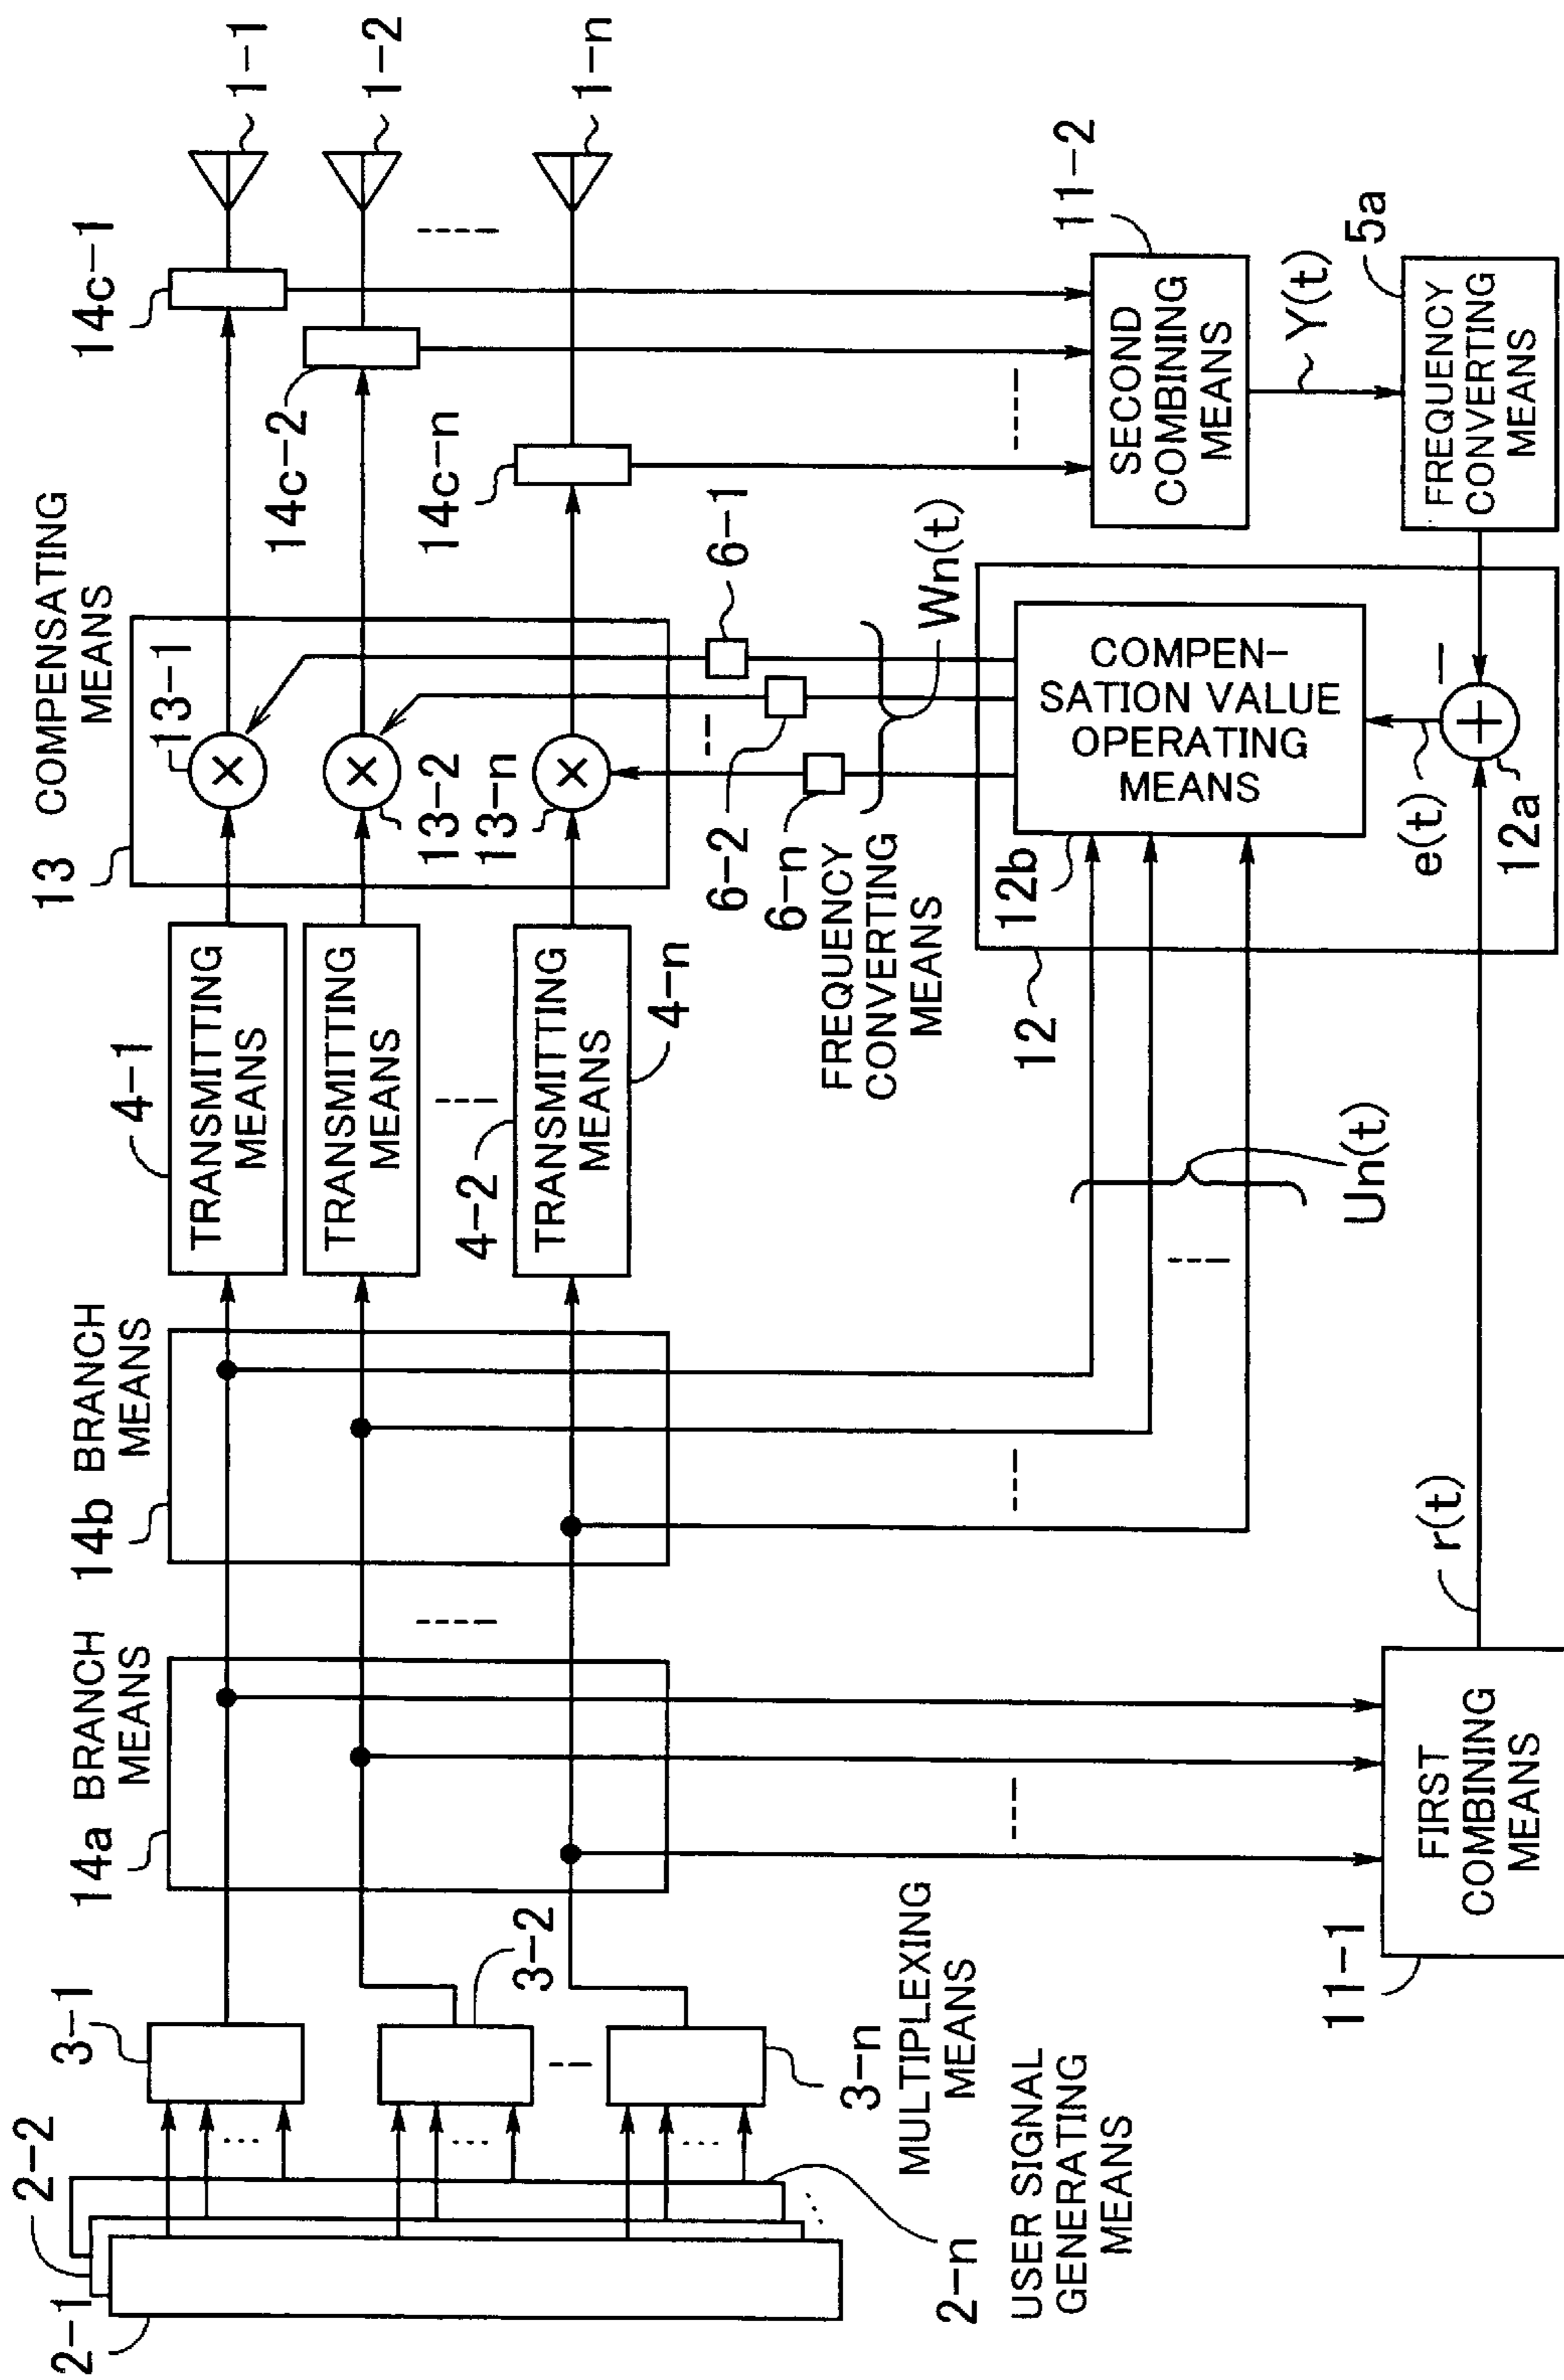 2-1
2-2
2-n
USER SIGNAL
GENERATING
MEANS
3-1
3-2
3-n
MULTIPLEXING
MEANS
14a BRANCH
MEANS
14b BRANCH
MEANS
4-1
TRANSMITTING
MEANS
TRANSMITTING
MEANS
4-2
TRANSMITTING
MEANS
4-n
13
COMPENSATING
MEANS
13-1
×
13-2
×
13-n
×
14c-1
14c-2
14c-n
1-1
1-2
1-n
6-1
6-2
6-n
FREQUENCY
CONVERTING
MEANS
Wn(t)
Un(t)
11-1
FIRST
COMBINING
MEANS
r(t)
12
12b
COMPEN-
SATION VALUE
OPERATING
MEANS
e(t)
+
−
12a
11-2
SECOND
COMBINING
MEANS
Y(t)
5a
FREQUENCY
CONVERTING
MEANS